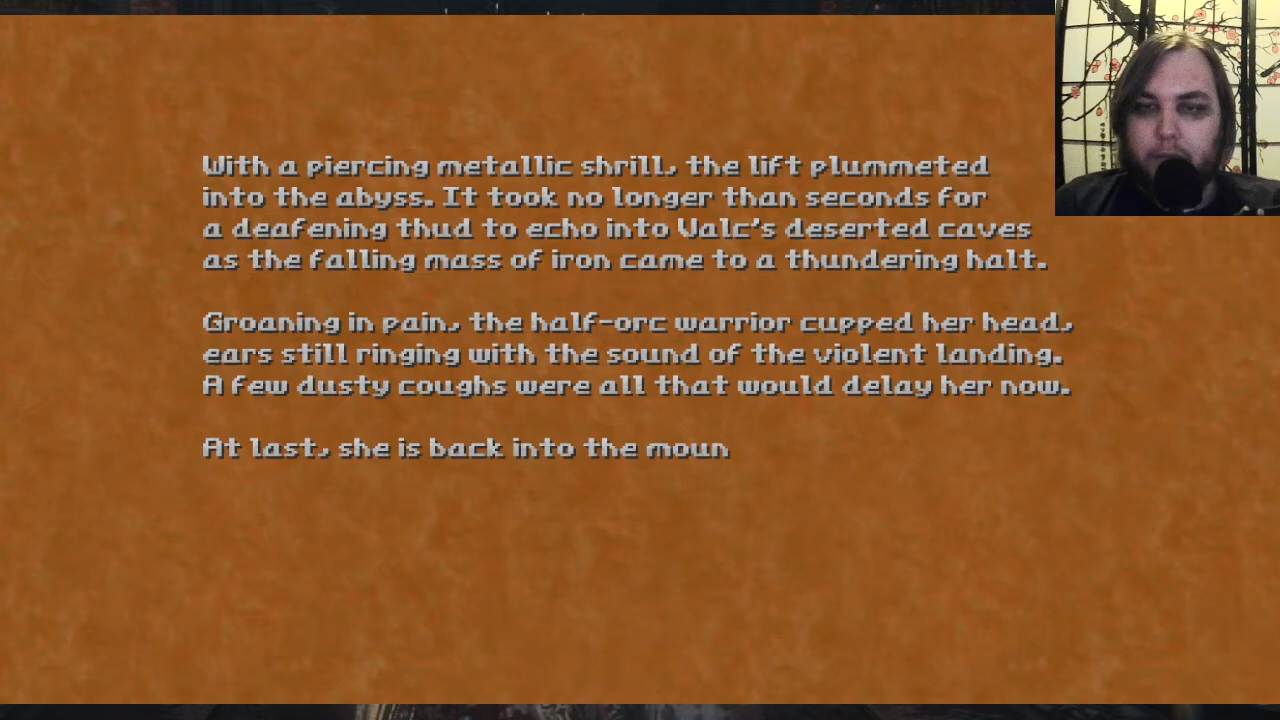 With a piercing metallic shrill, the lift plummeted
into the abyss. It took no longer than seconds for
a deafening thud to echo into Valc's deserted caves
as the falling mass of iron came to a thundering halt.
Groaning in pain, the half-orc warrior cupped her head,
ears still ringing with the sound of the violent landing.
A few dusty coughs were all that would delay her now.
At last, she is back into the moun